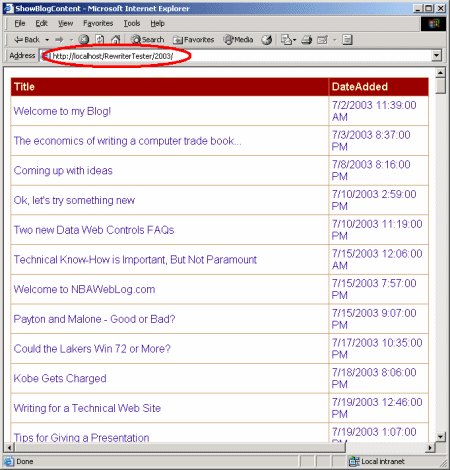 ShowBlogContent - Microsoft Internet Explorer
File Edit View Favorites Tools Help
Back Search Favorites Media
Address http://localhost/RewriterTester/2003/
Title DateAdded
Welcome to my Blog! 7/2/2003 11:39:00
AM
The economics of writing a computer trade book... 7/3/2003 8:37:00
PM
Coming up with ideas 7/8/2003 8:16:00
PM
Ok, let's try something new 7/10/2003 2:59:00
PM
Two new Data Web Controls FAQs 7/10/2003 11:19:00
PM
Technical Know-How is Important, But Not Paramount 7/15/2003 12:06:00
AM
Welcome to NBAWebLog.com 7/15/2003 7:57:00
PM
Payton and Malone - Good or Bad? 7/15/2003 9:07:00
PM
Could the Lakers Win 72 or More? 7/17/2003 10:35:00
PM
Kobe Gets Charged 7/18/2003 8:06:00
PM
Writing for a Technical Web Site 7/19/2003 12:46:00
PM
Tips for Giving a Presentation 7/19/2003 1:07:00
PM
Done Local intranet